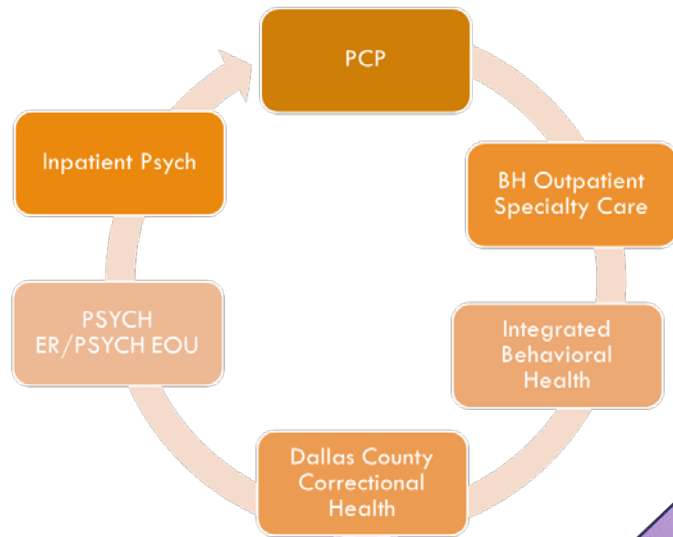 PCP
BH Outpatient
Specialty Care
Integrated
Behavioral
Health
Dallas County
Correctional
Health
PSYCH
ER/PSYCH EOU
Inpatient Psych